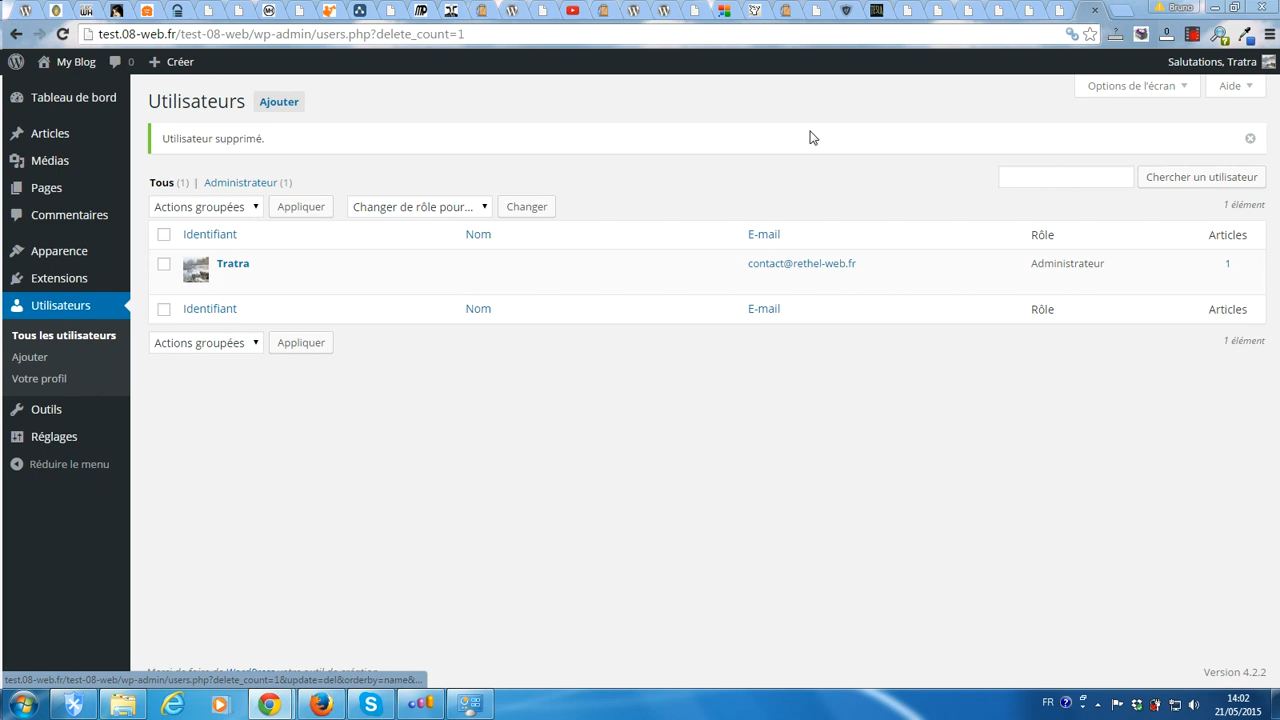 Bruno
test.08-web.fr/test-08-web/wp-admin/users.php?delete_count=1
My Blog 0 Créer Salutations, Tratra
Tableau de bord
Articles
Médias
Pages
Commentaires
Apparence
Extensions
Utilisateurs
Tous les utilisateurs
Ajouter
Votre profil
Outils
Réglages
Réduire le menu
Options de l'écran Aide
Utilisateurs Ajouter
Utilisateur supprimé.
Tous (1) | Administrateur (1)
Chercher un utilisateur
Actions groupées Appliquer Changer de rôle pour... Changer
1 élément
Identifiant Nom E-mail Rôle Articles
Tratra contact@rethel-web.fr Administrateur 1
Identifiant Nom E-mail Rôle Articles
Actions groupées Appliquer
1 élément
Version 4.2.2
test.08-web.fr/test-08-web/wp-admin/users.php?delete_count=1&update=del&orderby=name&...
FR
14:02
21/05/2015